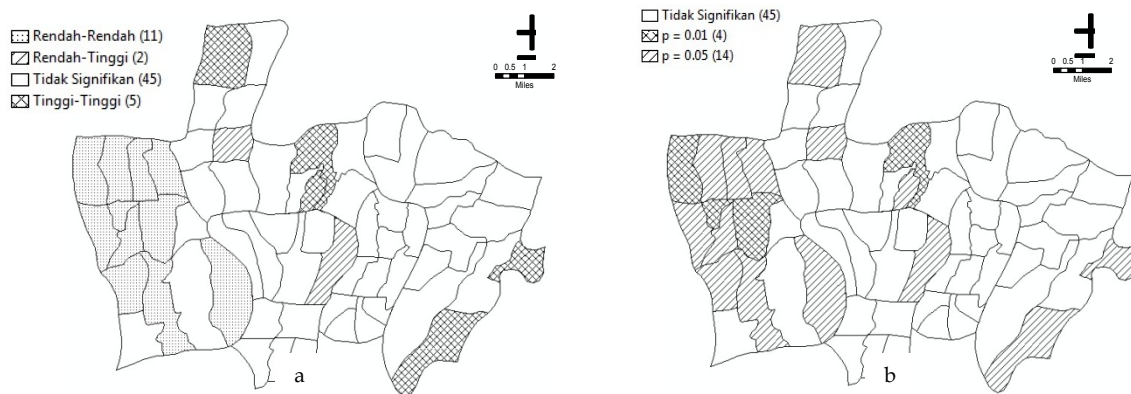 Rendah-Rendah (11)
Rendah-Tinggi (2)
Tidak Signifikan (45)
Tinggi-Tinggi (5)
0 0.5 1 2
Miles
a
Tidak Signifikan (45)
p = 0.01 (4)
p = 0.05 (14)
0 0.5 1 2
Miles
b